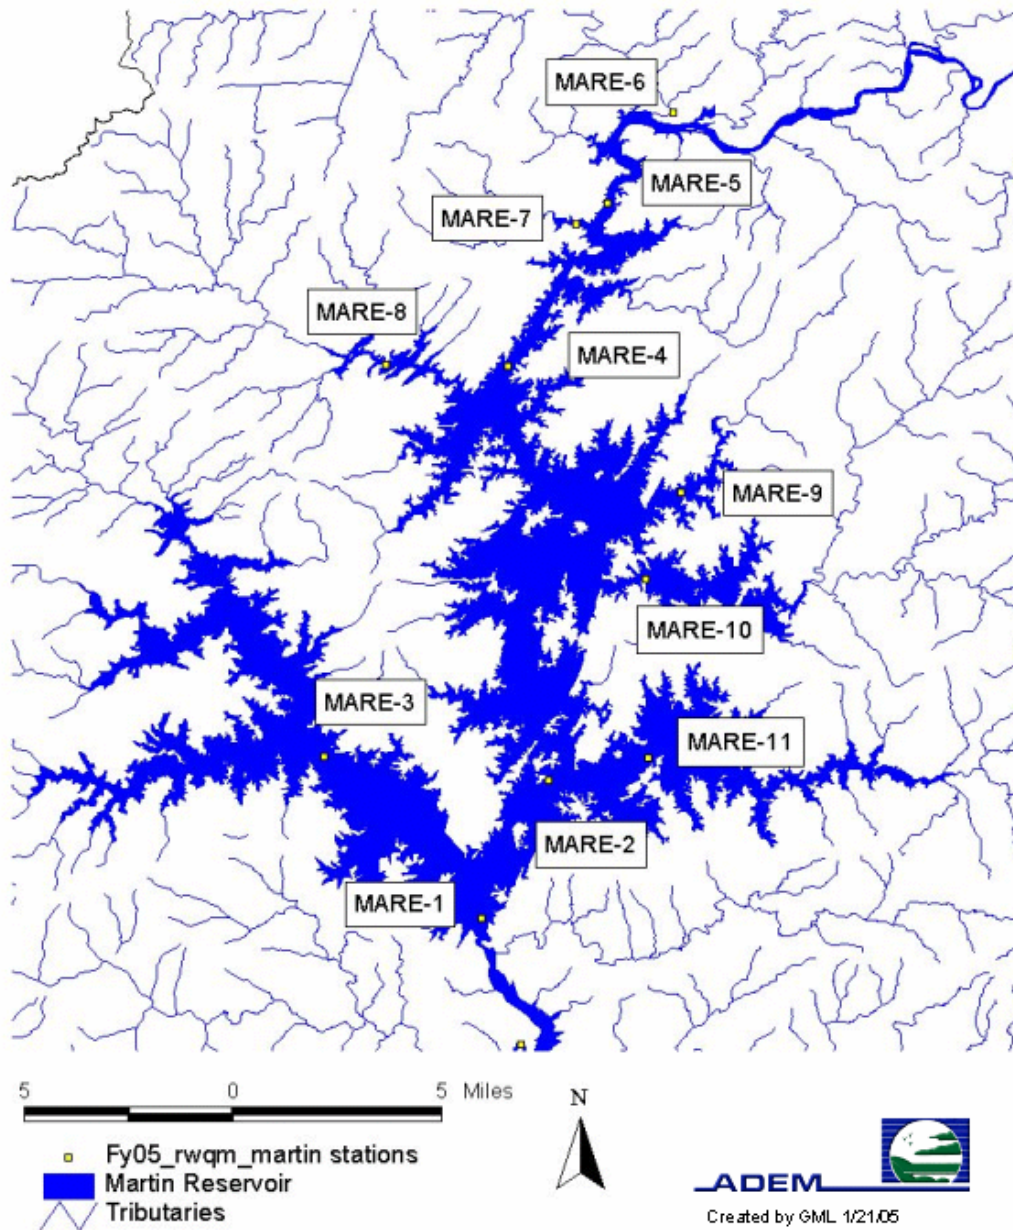 MARE-6
MARE-5
MARE-7
MARE-8
MARE-4
MARE-9
MARE-10
MARE-3
MARE-11
MARE-2
MARE-1
5 0 5 Miles
N
Fy05_rwqm_martin stations
Martin Reservoir
Tributaries
ADEM
Created by GML 1/21/05